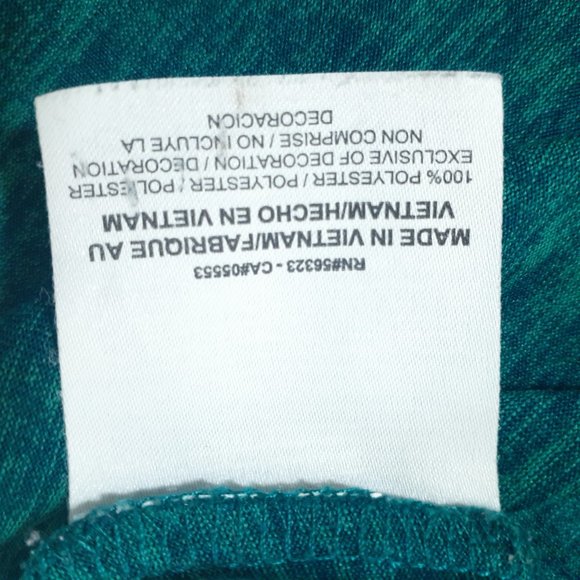 RN#56323 - CA#05553
MADE IN VIETNAM/FABRIQUE AU
VIETNAM/HECHO EN VIETNAM
100% POLYESTER / POLYESTER / POLIESTER
EXCLUSIVE OF DECORATION / DECORATION
NON COMPRISE / NO INCLUYE LA
DECORACION